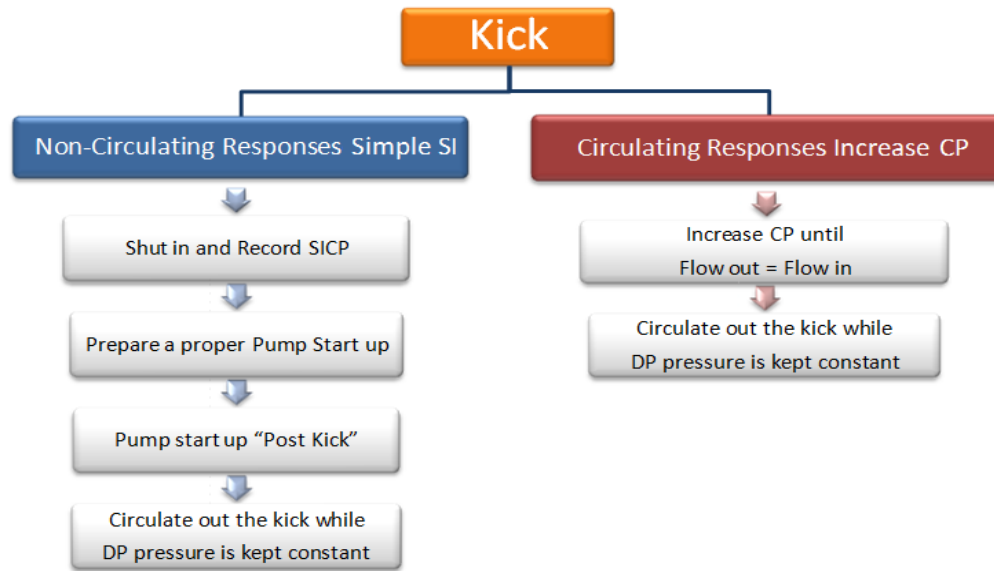 Kick
Non-Circulating Responses Simple SI
Shut in and Record SICP
Prepare a proper Pump Start up
Pump start up “Post Kick”
Circulate out the kick while
DP pressure is kept constant
Circulating Responses Increase CP
Increase CP until
Flow out = Flow in
Circulate out the kick while
DP pressure is kept constant